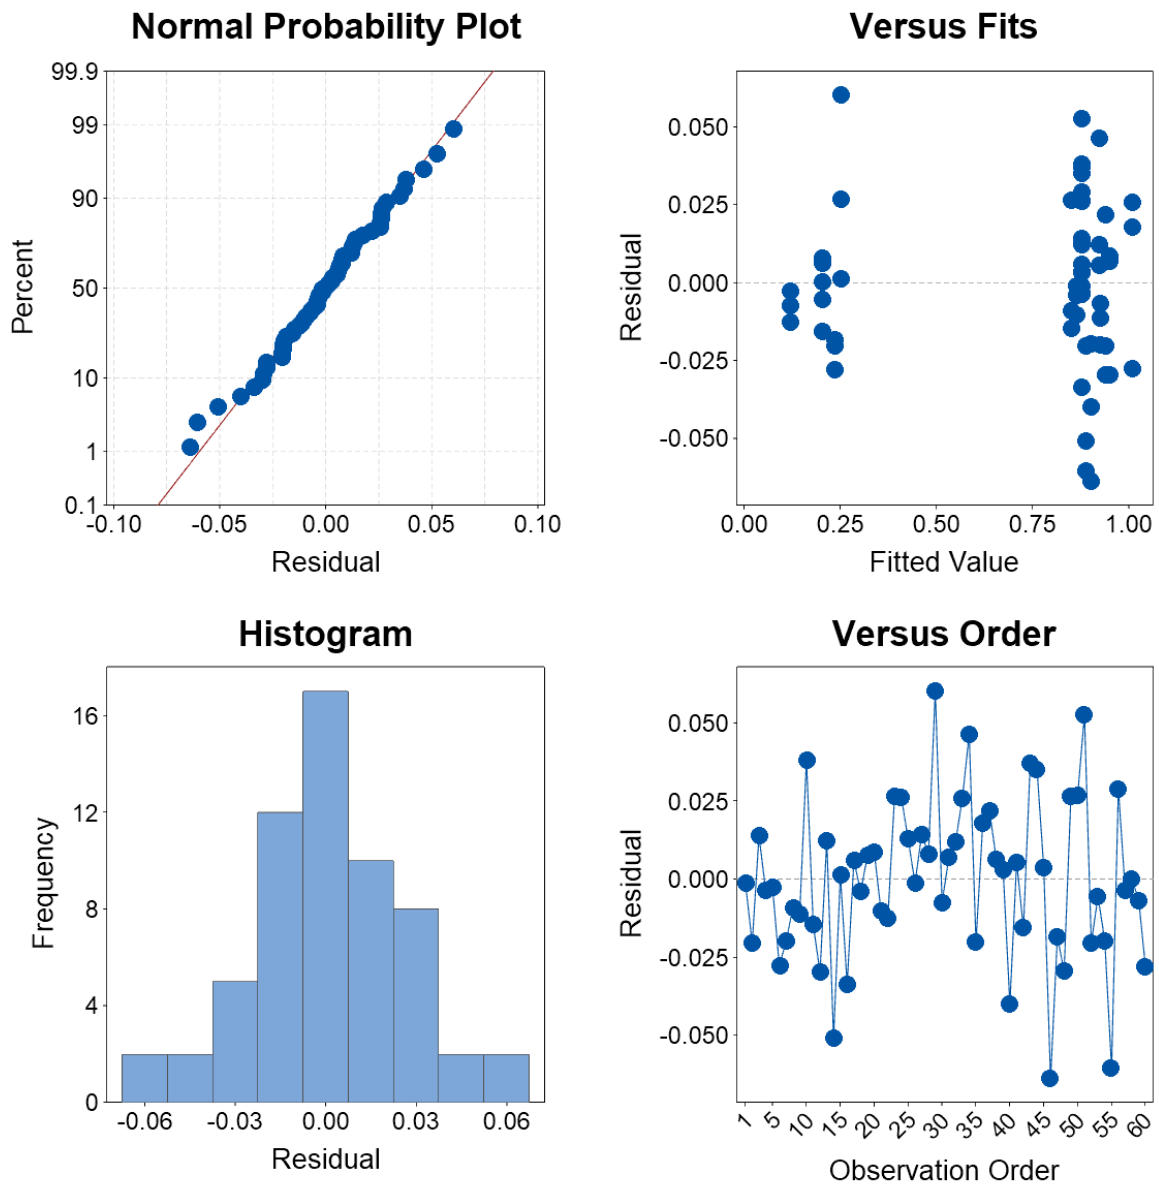 Normal Probability Plot
99.9
99
90
50
10
1
0.1
Percent
-0.10 -0.05 0.00 0.05 0.10
Residual
Versus Fits
0.050
0.025
0.000
-0.025
-0.050
Residual
0.00 0.25 0.50 0.75 1.00
Fitted Value
Histogram
16
12
8
4
0
Frequency
-0.06 -0.03 0.00 0.03 0.06
Residual
Versus Order
0.050
0.025
0.000
-0.025
-0.050
Residual
1 5 10 15 20 25 30 35 40 45 50 55 60
Observation Order